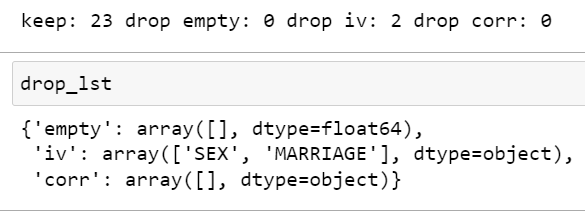 keep: 23 drop empty: 0 drop iv: 2 drop corr: 0
drop_lst
{'empty': array([], dtype=float64),
 'iv': array(['SEX', 'MARRIAGE'], dtype=object),
 'corr': array([], dtype=object)}